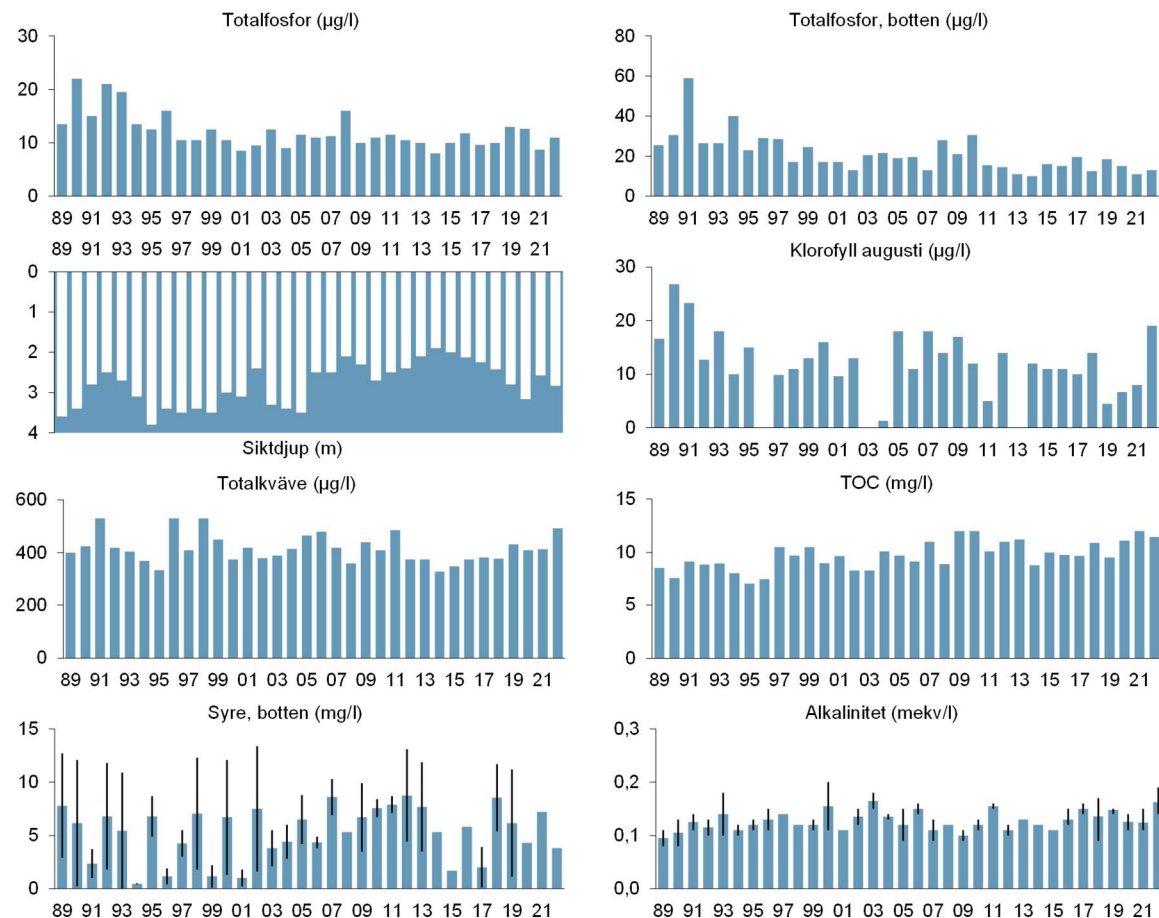 Totalfosfor (µg/l)
30
20
10
0
89 91 93 95 97 99 01 03 05 07 09 11 13 15 17 19 21
89 91 93 95 97 99 01 03 05 07 09 11 13 15 17 19 21
0
1
2
3
4
Siktdjup (m)
Totalkväve (µg/l)
600
400
200
0
89 91 93 95 97 99 01 03 05 07 09 11 13 15 17 19 21
Syre, botten (mg/l)
15
10
5
0
89 91 93 95 97 99 01 03 05 07 09 11 13 15 17 19 21
Totalfosfor, botten (µg/l)
80
60
40
20
0
89 91 93 95 97 99 01 03 05 07 09 11 13 15 17 19 21
Klorofyll augusti (µg/l)
30
20
10
0
89 91 93 95 97 99 01 03 05 07 09 11 13 15 17 19 21
TOC (mg/l)
15
10
5
0
89 91 93 95 97 99 01 03 05 07 09 11 13 15 17 19 21
Alkalinitet (mekv/l)
0,3
0,2
0,1
0,0
89 91 93 95 97 99 01 03 05 07 09 11 13 15 17 19 21